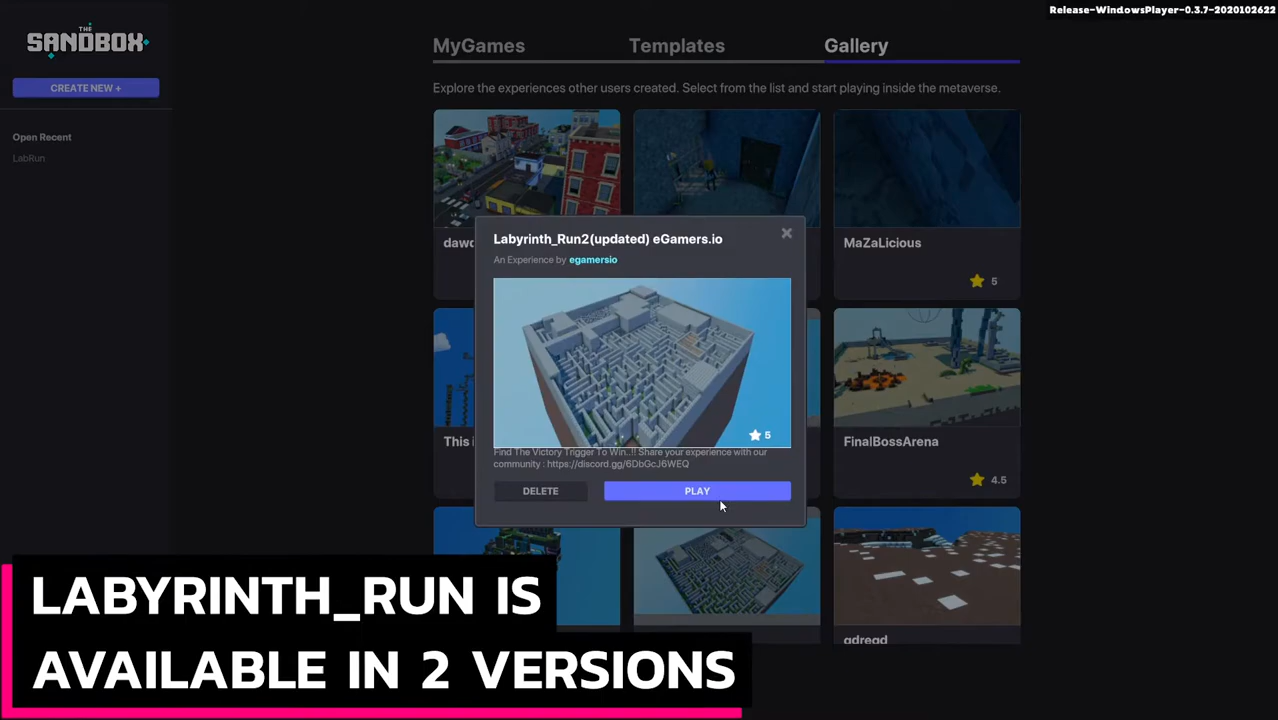 Release-WindowsPlayer-0.3.7-2020102622
THE
SANDBOX
CREATE NEW +
Open Recent
LabRun
MyGames
Templates
Gallery
Explore the experiences other users created. Select from the list and start playing inside the metaverse.
dawd
MaZaLicious
5
Labyrinth_Run2(updated) eGamers.io
An Experience by egamersio
5
Find The Victory Trigger To Win..!! Share your experience with our
community : https://discord.gg/6DbGcJ6WEQ
DELETE
PLAY
This i
FinalBossArena
4.5
gdregd
LABYRINTH_RUN IS
AVAILABLE IN 2 VERSIONS